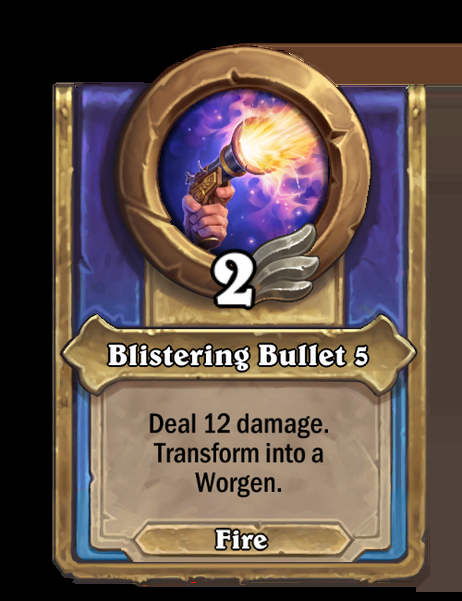 2
Blistering Bullet 5
Deal 12 damage.
Transform into a
Worgen.
Fire